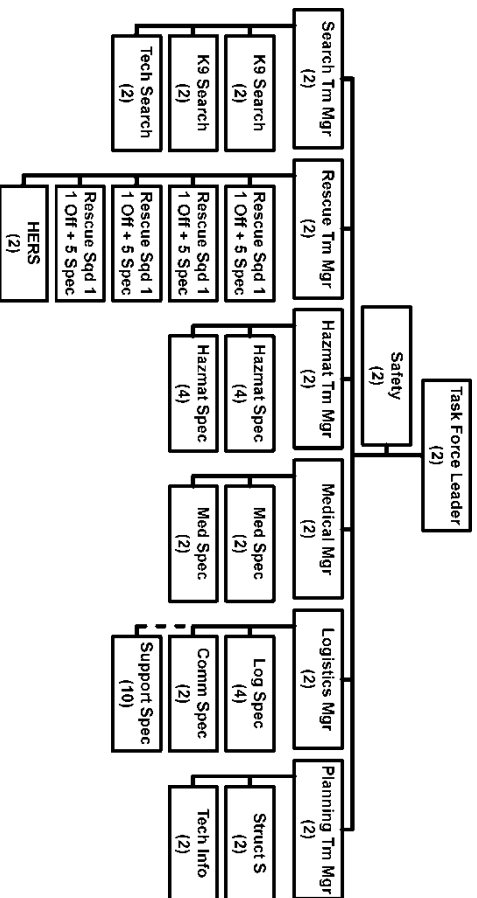 Task Force Leader
(2)
Safety
(2)
Search Tm Mgr
(2)
K9 Search
(2)
K9 Search
(2)
Tech Search
(2)
Rescue Tm Mgr
(2)
Rescue Sqd 1
1 Off + 5 Spec
Rescue Sqd 1
1 Off + 5 Spec
Rescue Sqd 1
1 Off + 5 Spec
Rescue Sqd 1
1 Off + 5 Spec
HERS
(2)
Hazmat Tm Mgr
(2)
Hazmat Spec
(4)
Hazmat Spec
(4)
Medical Mgr
(2)
Med Spec
(2)
Med Spec
(2)
Logistics Mgr
(2)
Log Spec
(4)
Comm Spec
(2)
Support Spec
(10)
Planning Tm Mgr
(2)
Struct S
(2)
Tech Info
(2)